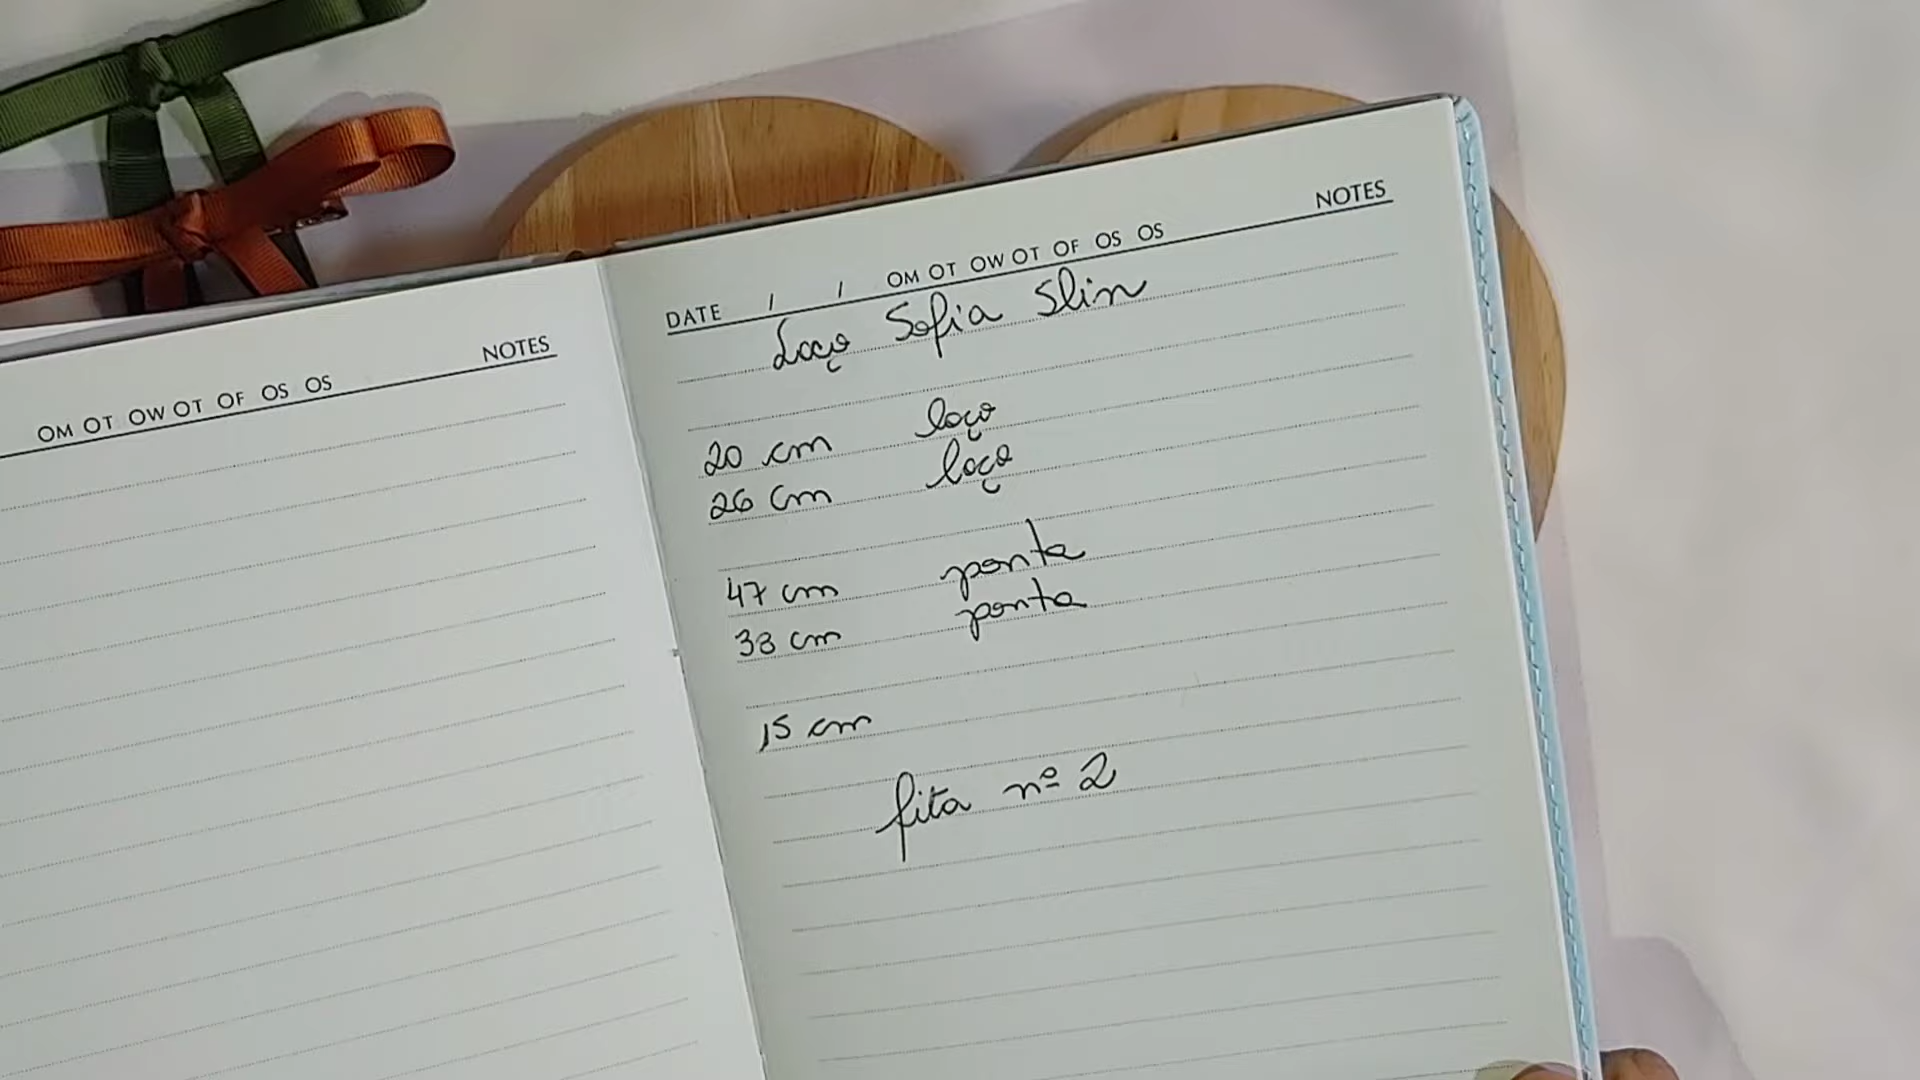 OM OT OW OT OF OS OS NOTES
DATE / / OM OT OW OT OF OS OS NOTES
Laço Sofia Slin
20 cm laço
26 cm laço
47 cm ponta
38 cm ponta
15 cm
fita nº 2